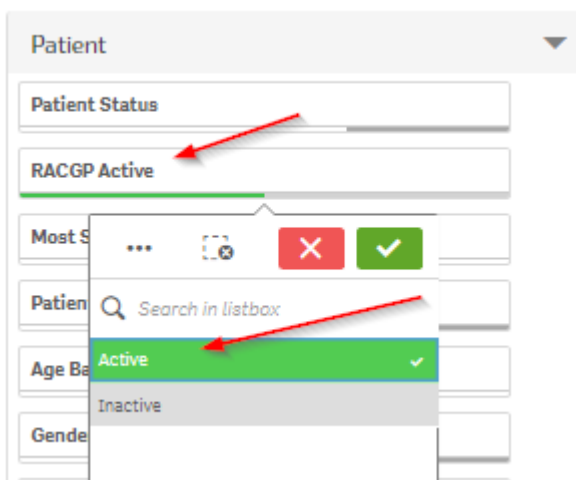 Patient
Patient Status
RACGP Active
Most S
Patien
Search in listbox
Age Ba
Active
Inactive
Gende